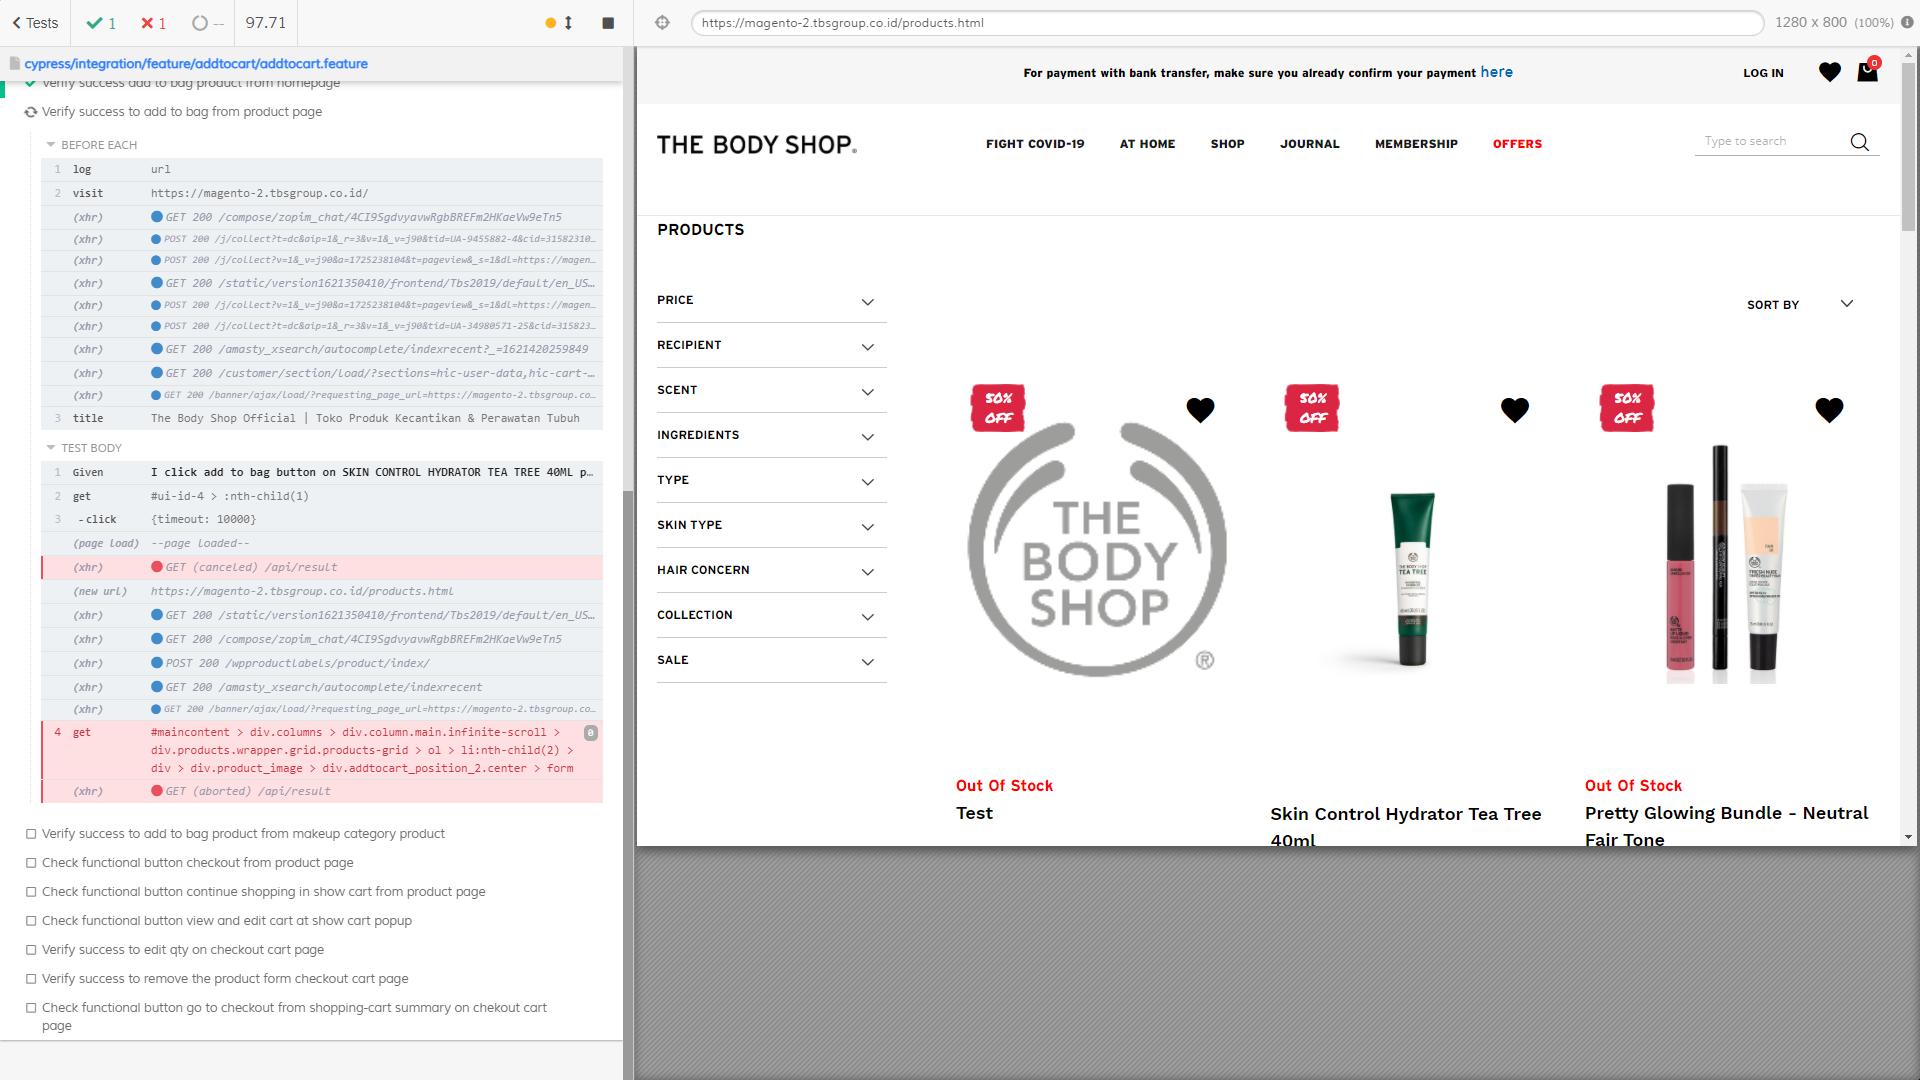 Tests
1
1
--
97.71
cypress/integration/feature/addtocart/addtocart.feature
Verify success add to bag product from homepage
Verify success to add to bag from product page
BEFORE EACH
1 log url
2 visit https://magento-2.tbsgroup.co.id/
(xhr) GET 200 /compose/zopim_chat/4CI9SgdvyavwRgbBREFm2HKaeVw9eTn5
(xhr) POST 200 /j/collect?t=dc&aip=1&_r=3&v=1&_v=j90&tid=UA-9455882-4&cid=31582310…
(xhr) POST 200 /j/collect?v=1&_v=j90&a=1725238104&t=pageview&_s=1&dl=https://magen…
(xhr) GET 200 /static/version1621350410/frontend/Tbs2019/default/en_US…
(xhr) POST 200 /j/collect?v=1&_v=j90&a=1725238104&t=pageview&_s=1&dl=https://magen…
(xhr) POST 200 /j/collect?t=dc&aip=1&_r=3&v=1&_v=j90&tid=UA-34980571-25&cid=315823…
(xhr) GET 200 /amasty_xsearch/autocomplete/indexrecent?_=1621420259849
(xhr) GET 200 /customer/section/load/?sections=hic-user-data,hic-cart-…
(xhr) GET 200 /banner/ajax/load/?requesting_page_url=https://magento-2.tbsgroup.co…
3 title The Body Shop Official | Toko Produk Kecantikan & Perawatan Tubuh
TEST BODY
1 Given I click add to bag button on SKIN CONTROL HYDRATOR TEA TREE 40ML p…
2 get #ui-id-4 > :nth-child(1)
3 - click {timeout: 10000}
(page load) --page loaded--
(xhr) GET (canceled) /api/result
(new url) https://magento-2.tbsgroup.co.id/products.html
(xhr) GET 200 /static/version1621350410/frontend/Tbs2019/default/en_US…
(xhr) GET 200 /compose/zopim_chat/4CI9SgdvyavwRgbBREFm2HKaeVw9eTn5
(xhr) POST 200 /wpproductlabels/product/index/
(xhr) GET 200 /amasty_xsearch/autocomplete/indexrecent
(xhr) GET 200 /banner/ajax/load/?requesting_page_url=https://magento-2.tbsgroup.co…
4 get #maincontent > div.columns > div.column.main.infinite-scroll > 0
div.products.wrapper.grid.products-grid > ol > li:nth-child(2) >
div > div.product_image > div.addtocart_position_2.center > form
(xhr) GET (aborted) /api/result
Verify success to add to bag product from makeup category product
Check functional button checkout from product page
Check functional button continue shopping in show cart from product page
Check functional button view and edit cart at show cart popup
Verify success to edit qty on checkout cart page
Verify success to remove the product form checkout cart page
Check functional button go to checkout from shopping-cart summary on chekout cart
page
https://magento-2.tbsgroup.co.id/products.html
1280 x 800 (100%)
For payment with bank transfer, make sure you already confirm your payment here
LOG IN
0
THE BODY SHOP.
FIGHT COVID-19
AT HOME
SHOP
JOURNAL
MEMBERSHIP
OFFERS
Type to search
PRODUCTS
PRICE
RECIPIENT
SCENT
INGREDIENTS
TYPE
SKIN TYPE
HAIR CONCERN
COLLECTION
SALE
SORT BY
50%
OFF
THE
BODY
SHOP
®
Out Of Stock
Test
50%
OFF
TEA TREE
Skin Control Hydrator Tea Tree
40ml
50%
OFF
FRESH NUDE
Out Of Stock
Pretty Glowing Bundle - Neutral
Fair Tone